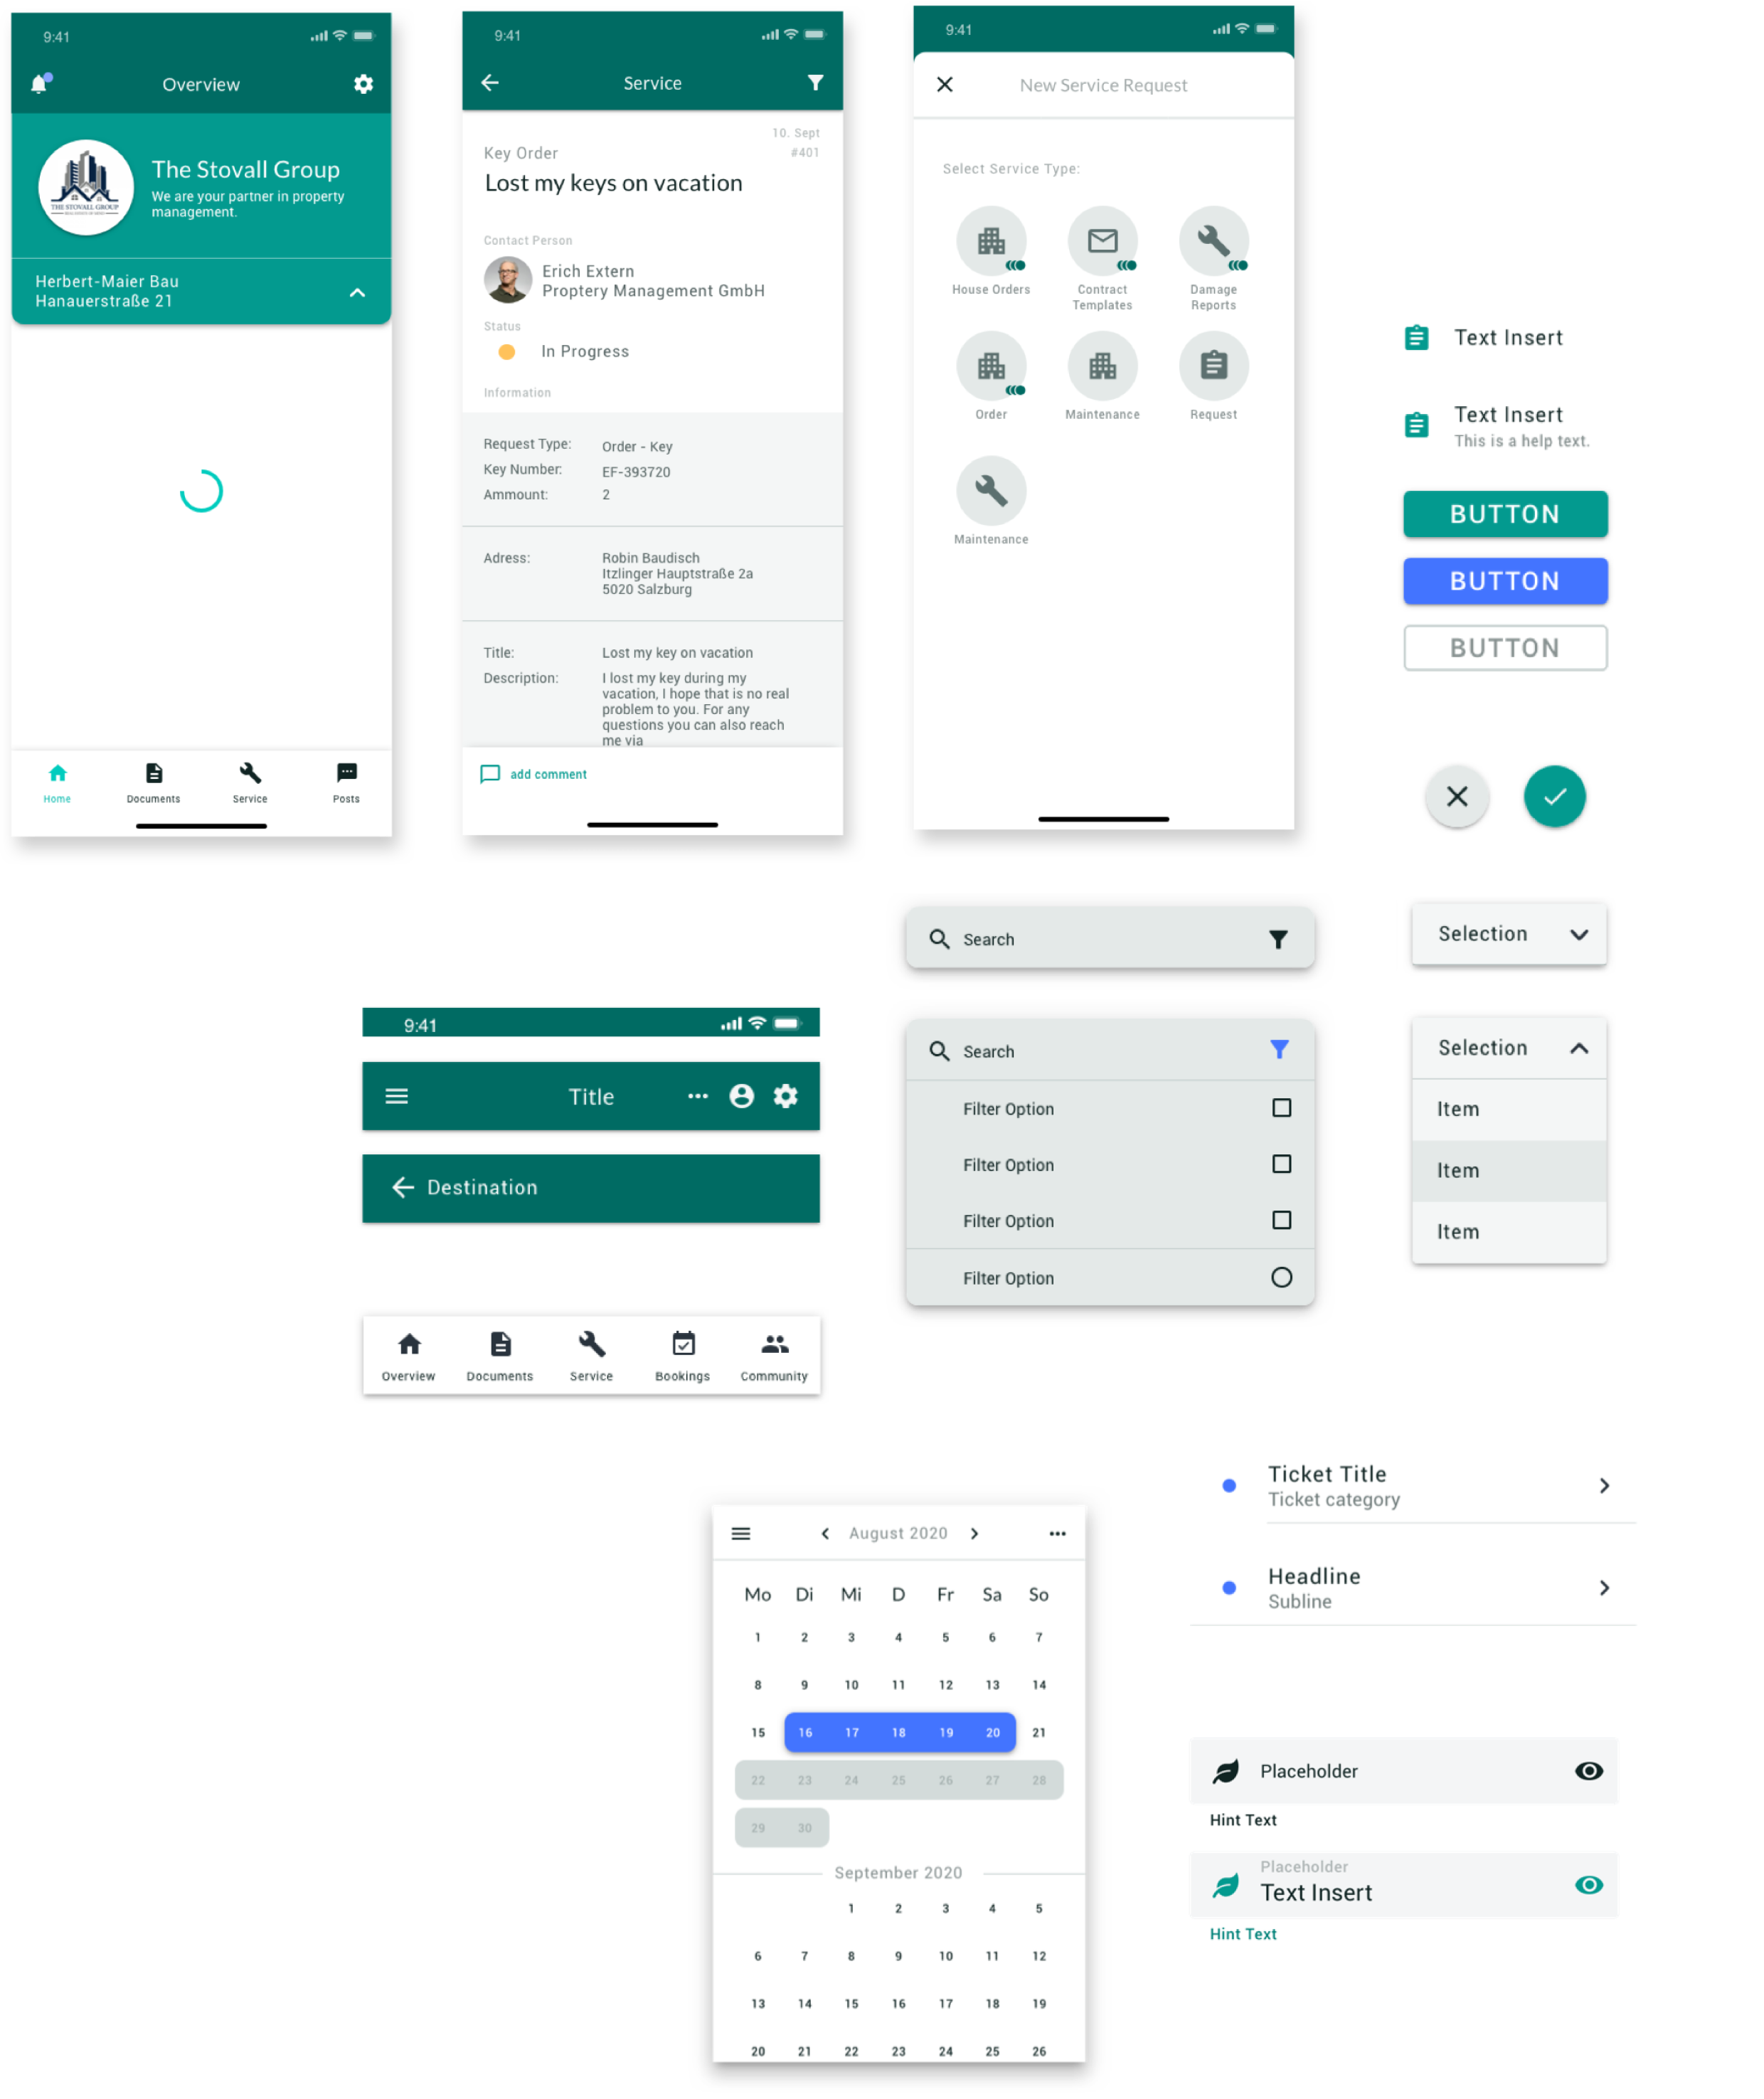 9:41
Overview
The Stovall Group
We are your partner in property
management.
THE STOVALL GROUP
Herbert-Maier Bau
Hanauerstraße 21
Home
Documents
Service
Posts
9:41
Service
10. Sept
#401
Key Order
Lost my keys on vacation
Contact Person
Erich Extern
Proptery Management GmbH
Status
In Progress
Information
Request Type: Order - Key
Key Number: EF-393720
Ammount: 2
Adress: Robin Baudisch
Itzlinger Hauptstraße 2a
5020 Salzburg
Title: Lost my key on vacation
Description: I lost my key during my
vacation, I hope that is no real
problem to you. For any
questions you can also reach
me via
add comment
9:41
New Service Request
Select Service Type:
House Orders
Contract
Templates
Damage
Reports
Order
Maintenance
Request
Maintenance
Text Insert
Text Insert
This is a help text.
BUTTON
BUTTON
BUTTON
Search
Selection
9:41
Title
Destination
Overview
Documents
Service
Bookings
Community
Search
Filter Option
Filter Option
Filter Option
Filter Option
Selection
Item
Item
Item
Ticket Title
Ticket category
Headline
Subline
August 2020
Mo Di Mi D Fr Sa So
1 2 3 4 5 6 7
8 9 10 11 12 13 14
15 16 17 18 19 20 21
22 23 24 25 26 27 28
29 30
September 2020
1 2 3 4 5
6 7 8 9 10 11 12
13 14 15 16 17 18 19
20 21 22 23 24 25 26
Placeholder
Hint Text
Placeholder
Text Insert
Hint Text